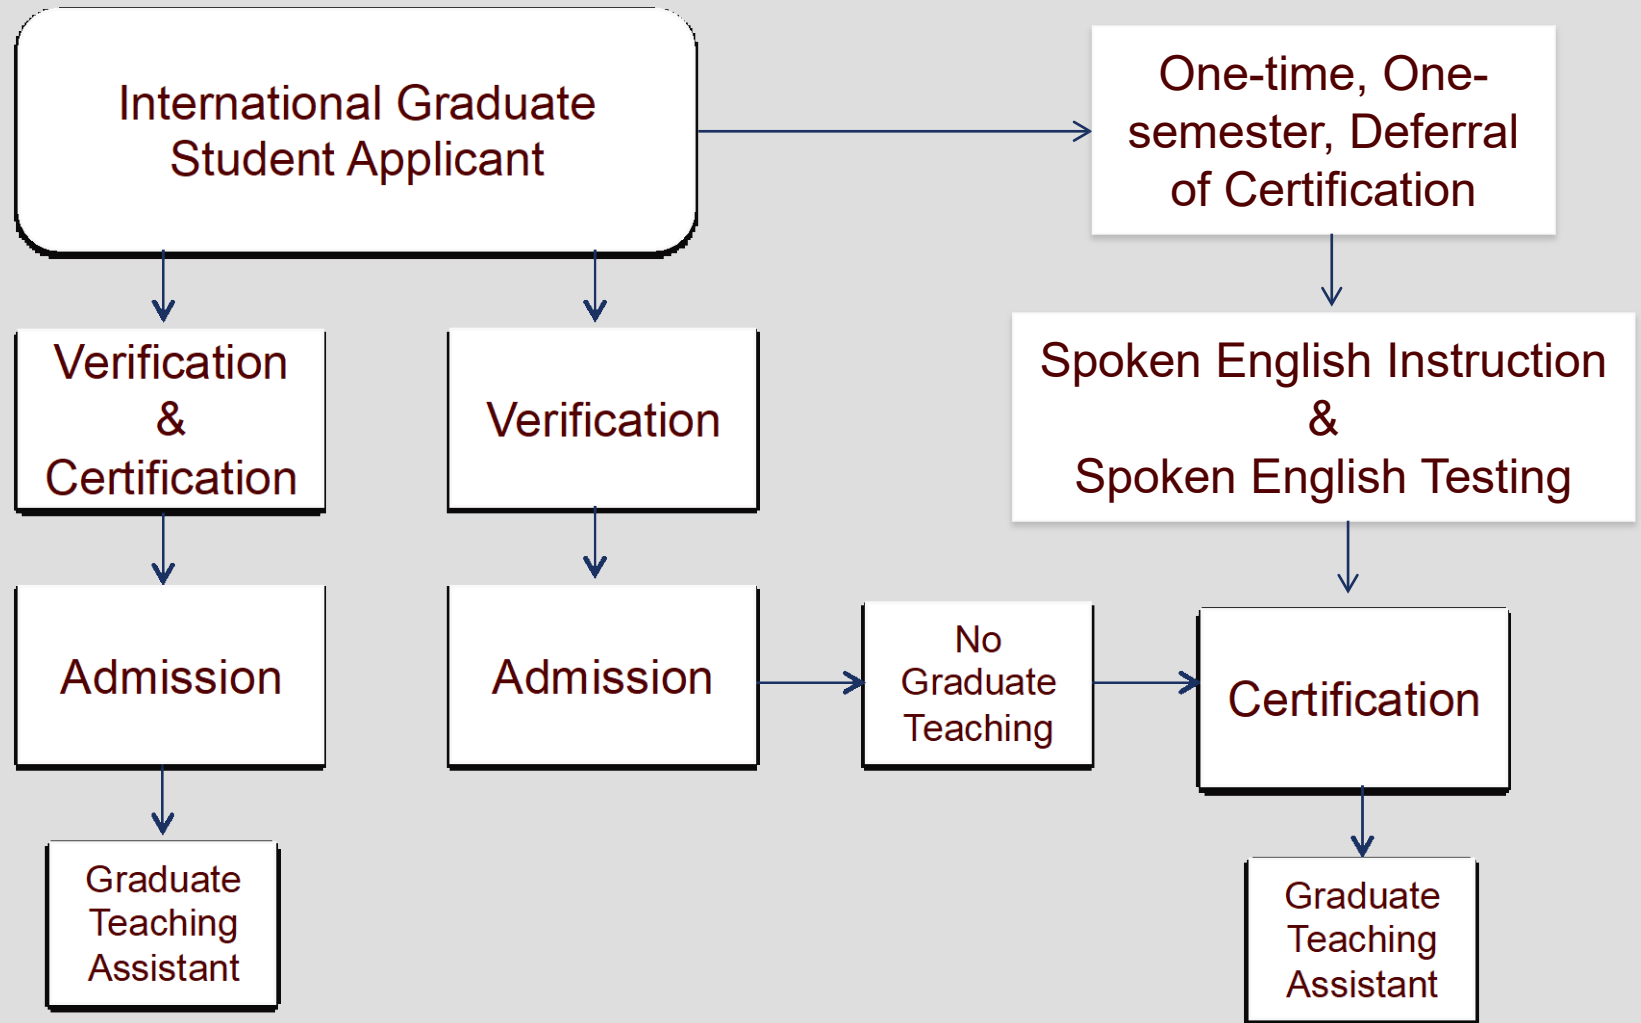 International Graduate
Student Applicant
One-time, One-
semester, Deferral
of Certification
Verification
&
Certification
Verification
Spoken English Instruction
&
Spoken English Testing
Admission
Admission
No
Graduate
Teaching
Certification
Graduate
Teaching
Assistant
Graduate
Teaching
Assistant